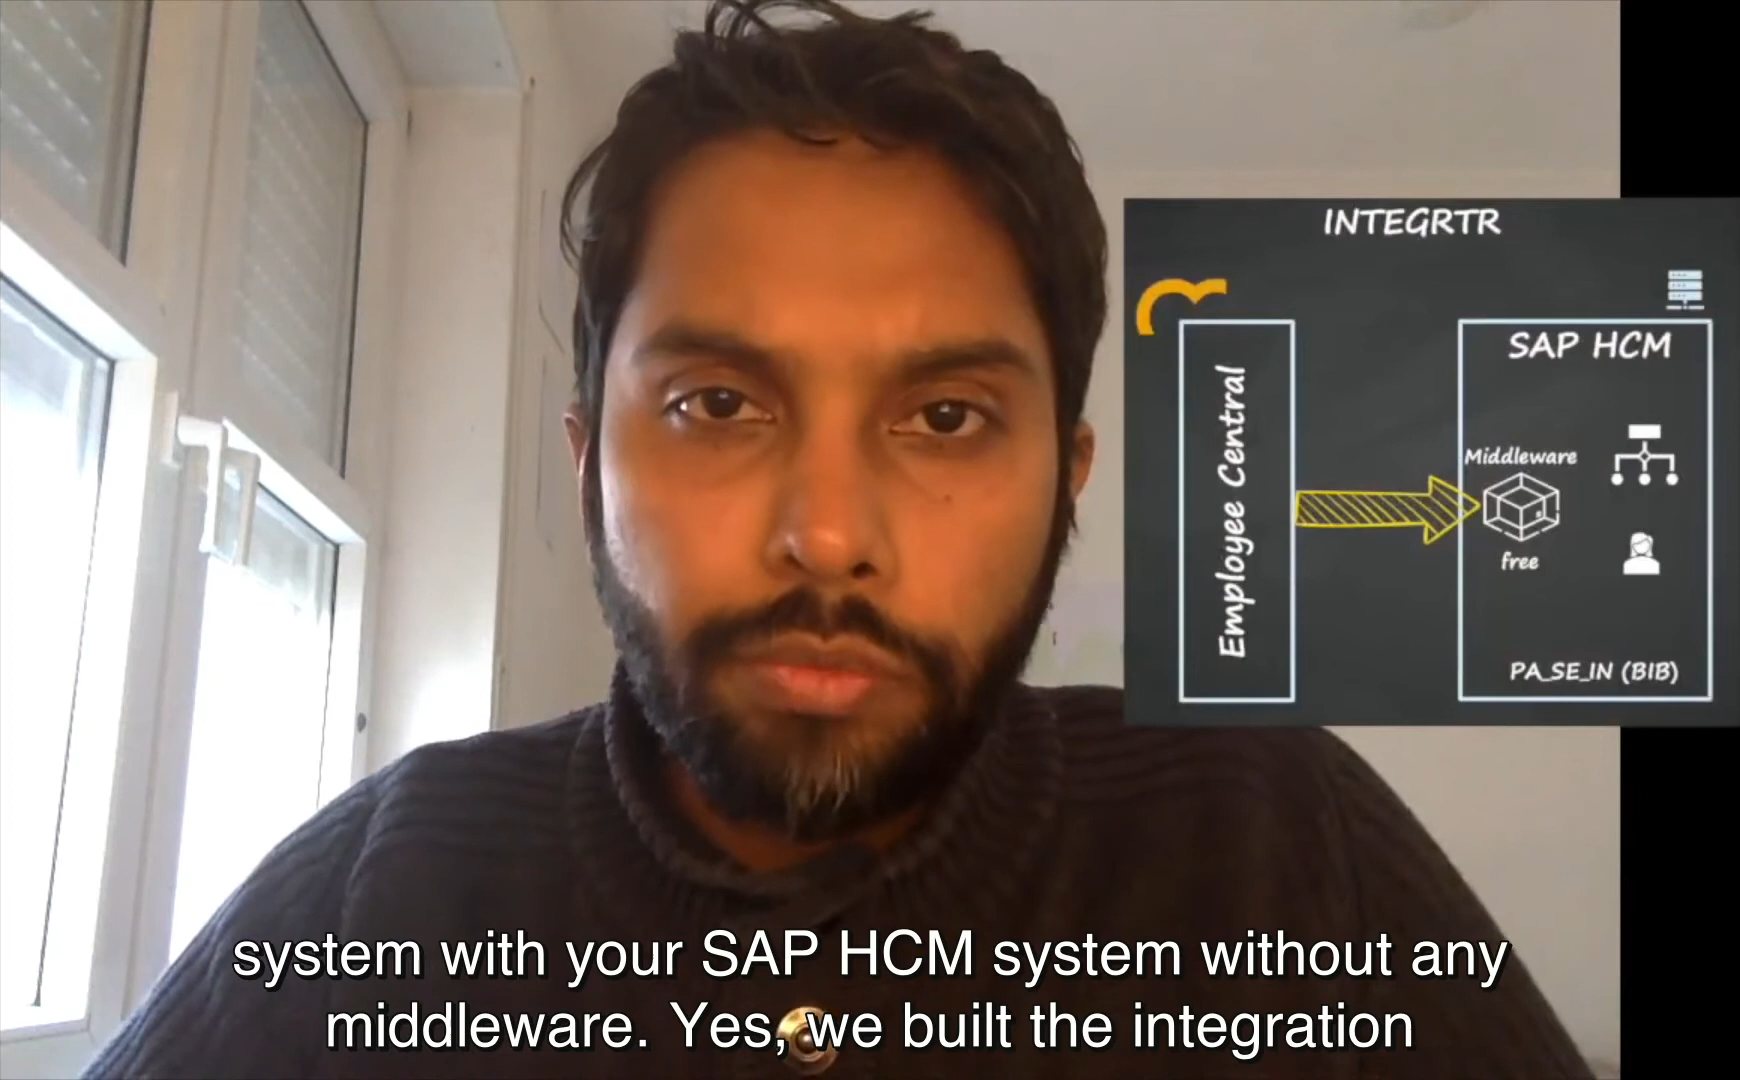 INTEGRTR
SAP HCM
Employee Central
Middleware
free
PA_SE_IN (BIB)
system with your SAP HCM system without any
middleware. Yes, we built the integration